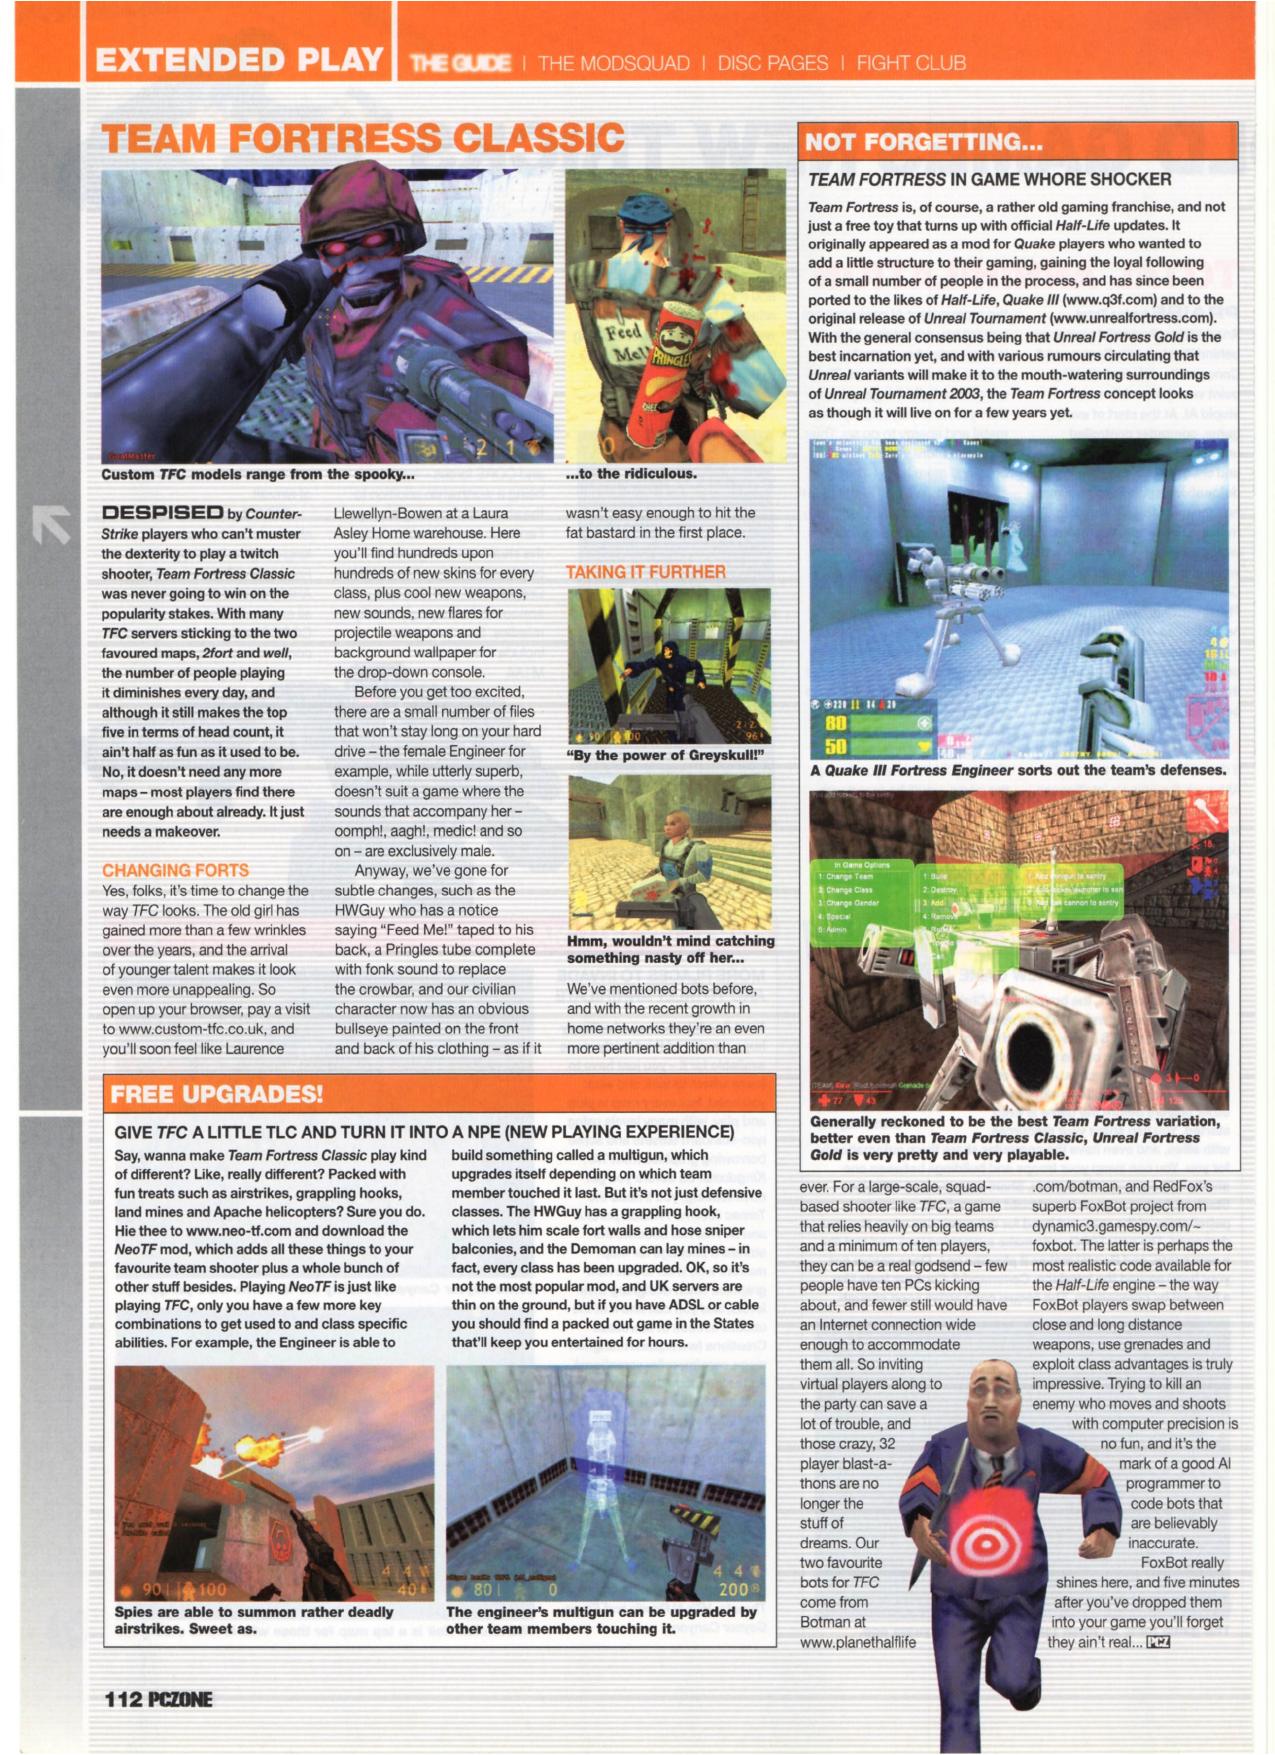 EXTENDED PLAY
THE GUIDE | THE MODSQUAD | DISC PAGES | FIGHT CLUB
TEAM FORTRESS CLASSIC
Feed
Me!
PRINGLES
2 1
GoalMaster
Custom TFC models range from the spooky...
...to the ridiculous.
DESPISED by Counter-
Strike players who can't muster
the dexterity to play a twitch
shooter, Team Fortress Classic
was never going to win on the
popularity stakes. With many
TFC servers sticking to the two
favoured maps, 2fort and well,
the number of people playing
it diminishes every day, and
although it still makes the top
five in terms of head count, it
ain't half as fun as it used to be.
No, it doesn't need any more
maps – most players find there
are enough about already. It just
needs a makeover.
CHANGING FORTS
Yes, folks, it's time to change the
way TFC looks. The old girl has
gained more than a few wrinkles
over the years, and the arrival
of younger talent makes it look
even more unappealing. So
open up your browser, pay a visit
to www.custom-tfc.co.uk, and
you'll soon feel like Laurence
Llewellyn-Bowen at a Laura
Asley Home warehouse. Here
you'll find hundreds upon
hundreds of new skins for every
class, plus cool new weapons,
new sounds, new flares for
projectile weapons and
background wallpaper for
the drop-down console.
Before you get too excited,
there are a small number of files
that won't stay long on your hard
drive – the female Engineer for
example, while utterly superb,
doesn't suit a game where the
sounds that accompany her –
oomph!, aagh!, medic! and so
on – are exclusively male.
Anyway, we've gone for
subtle changes, such as the
HWGuy who has a notice
saying “Feed Me!” taped to his
back, a Pringles tube complete
with fonk sound to replace
the crowbar, and our civilian
character now has an obvious
bullseye painted on the front
and back of his clothing – as if it
wasn't easy enough to hit the
fat bastard in the first place.
TAKING IT FURTHER
“By the power of Greyskull!”
Hmm, wouldn't mind catching
something nasty off her...
We've mentioned bots before,
and with the recent growth in
home networks they're an even
more pertinent addition than
ever. For a large-scale, squad-
based shooter like TFC, a game
that relies heavily on big teams
and a minimum of ten players,
they can be a real godsend – few
people have ten PCs kicking
about, and fewer still would have
an Internet connection wide
enough to accommodate
them all. So inviting
virtual players along to
the party can save a
lot of trouble, and
those crazy, 32
player blast-a-
thons are no
longer the
stuff of
dreams. Our
two favourite
bots for TFC
come from
Botman at
www.planethalflife
.com/botman, and RedFox's
superb FoxBot project from
dynamic3.gamespy.com/~
foxbot. The latter is perhaps the
most realistic code available for
the Half-Life engine – the way
FoxBot players swap between
close and long distance
weapons, use grenades and
exploit class advantages is truly
impressive. Trying to kill an
enemy who moves and shoots
with computer precision is
no fun, and it's the
mark of a good AI
programmer to
code bots that
are believably
inaccurate.
FoxBot really
shines here, and five minutes
after you've dropped them
into your game you'll forget
they ain't real... PCZ
NOT FORGETTING...
TEAM FORTRESS IN GAME WHORE SHOCKER
Team Fortress is, of course, a rather old gaming franchise, and not
just a free toy that turns up with official Half-Life updates. It
originally appeared as a mod for Quake players who wanted to
add a little structure to their gaming, gaining the loyal following
of a small number of people in the process, and has since been
ported to the likes of Half-Life, Quake III (www.q3f.com) and to the
original release of Unreal Tournament (www.unrealfortress.com).
With the general consensus being that Unreal Fortress Gold is the
best incarnation yet, and with various rumours circulating that
Unreal variants will make it to the mouth-watering surroundings
of Unreal Tournament 2003, the Team Fortress concept looks
as though it will live on for a few years yet.
80
50
A Quake III Fortress Engineer sorts out the team's defenses.
In Game Options
1: Change Team
2: Change Class
3: Change Gender
4: Special
5: Admin
1: Build
2: Destroy
3: Add
4: Remove
77 43
Generally reckoned to be the best Team Fortress variation,
better even than Team Fortress Classic, Unreal Fortress
Gold is very pretty and very playable.
FREE UPGRADES!
GIVE TFC A LITTLE TLC AND TURN IT INTO A NPE (NEW PLAYING EXPERIENCE)
Say, wanna make Team Fortress Classic play kind
of different? Like, really different? Packed with
fun treats such as airstrikes, grappling hooks,
land mines and Apache helicopters? Sure you do.
Hie thee to www.neo-tf.com and download the
NeoTF mod, which adds all these things to your
favourite team shooter plus a whole bunch of
other stuff besides. Playing NeoTF is just like
playing TFC, only you have a few more key
combinations to get used to and class specific
abilities. For example, the Engineer is able to
build something called a multigun, which
upgrades itself depending on which team
member touched it last. But it's not just defensive
classes. The HWGuy has a grappling hook,
which lets him scale fort walls and hose sniper
balconies, and the Demoman can lay mines – in
fact, every class has been upgraded. OK, so it's
not the most popular mod, and UK servers are
thin on the ground, but if you have ADSL or cable
you should find a packed out game in the States
that'll keep you entertained for hours.
90 100
4 4
40
80 0
4 4
200
Spies are able to summon rather deadly
airstrikes. Sweet as.
The engineer's multigun can be upgraded by
other team members touching it.
112 PCZONE